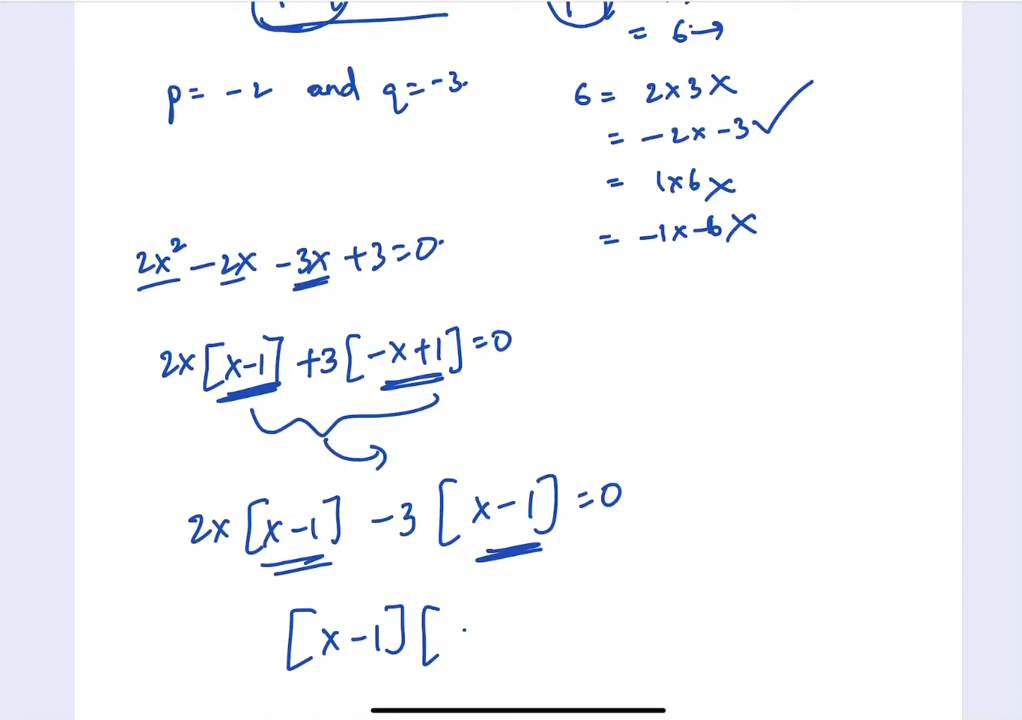 = 6 →
p = -2 and q = -3.
6 = 2 x 3 X
= -2 x -3 ✓
= 1 x 6 X
= -1 x -6 X
2x² - 2x - 3x + 3 = 0.
2x [x-1] + 3 [-x+1] = 0
2x [x-1] - 3 [x-1] = 0
[x-1] [